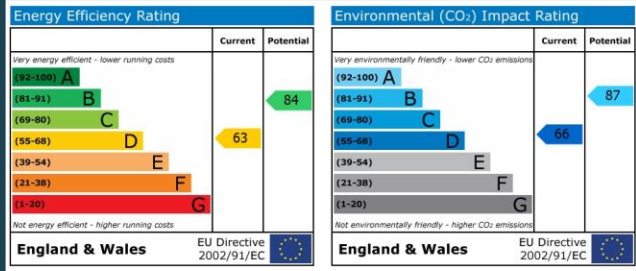 Energy Efficiency Rating
Current Potential
Very energy efficient - lower running costs
(92-100) A
(81-91) B
84
(69-80) C
(55-68) D
63
(39-54) E
(21-38) F
(1-20) G
Not energy efficient - higher running costs
England & Wales
EU Directive
2002/91/EC
Environmental (CO₂) Impact Rating
Current Potential
Very environmentally friendly - lower CO₂ emissions
(92-100) A
(81-91) B
87
(69-80) C
(55-68) D
66
(39-54) E
(21-38) F
(1-20) G
Not environmentally friendly - higher CO₂ emissions
England & Wales
EU Directive
2002/91/EC